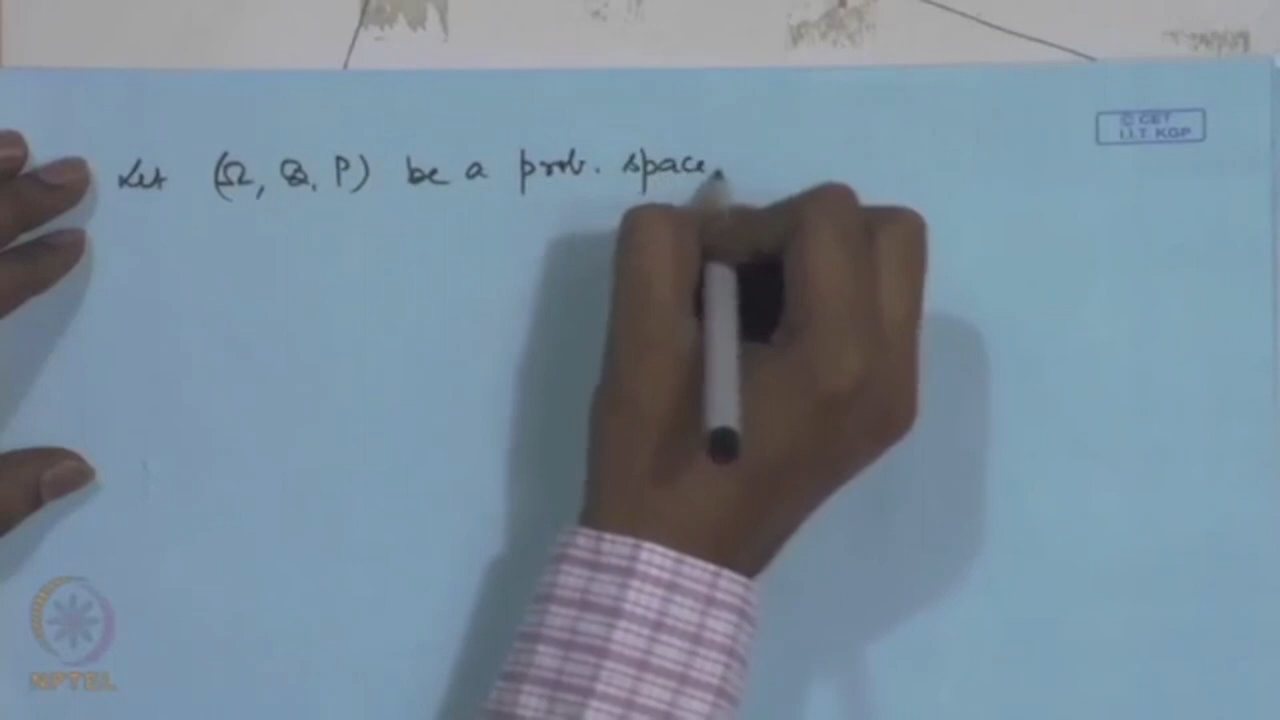 © CET
I.I.T. KGP
Let (Ω, B, P) be a prob. space.
NPTEL